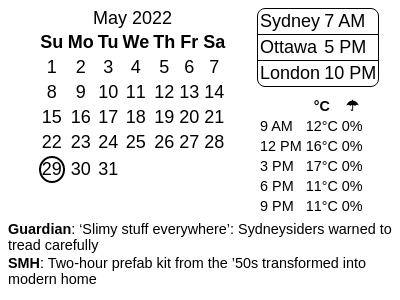 May 2022
Su Mo Tu We Th Fr Sa
1 2 3 4 5 6 7
8 9 10 11 12 13 14
15 16 17 18 19 20 21
22 23 24 25 26 27 28
29 30 31
Sydney 7 AM
Ottawa 5 PM
London 10 PM
°C ☂
9 AM 12°C 0%
12 PM 16°C 0%
3 PM 17°C 0%
6 PM 11°C 0%
9 PM 11°C 0%
Guardian: ‘Slimy stuff everywhere’: Sydneysiders warned to
tread carefully
SMH: Two-hour prefab kit from the ’50s transformed into
modern home